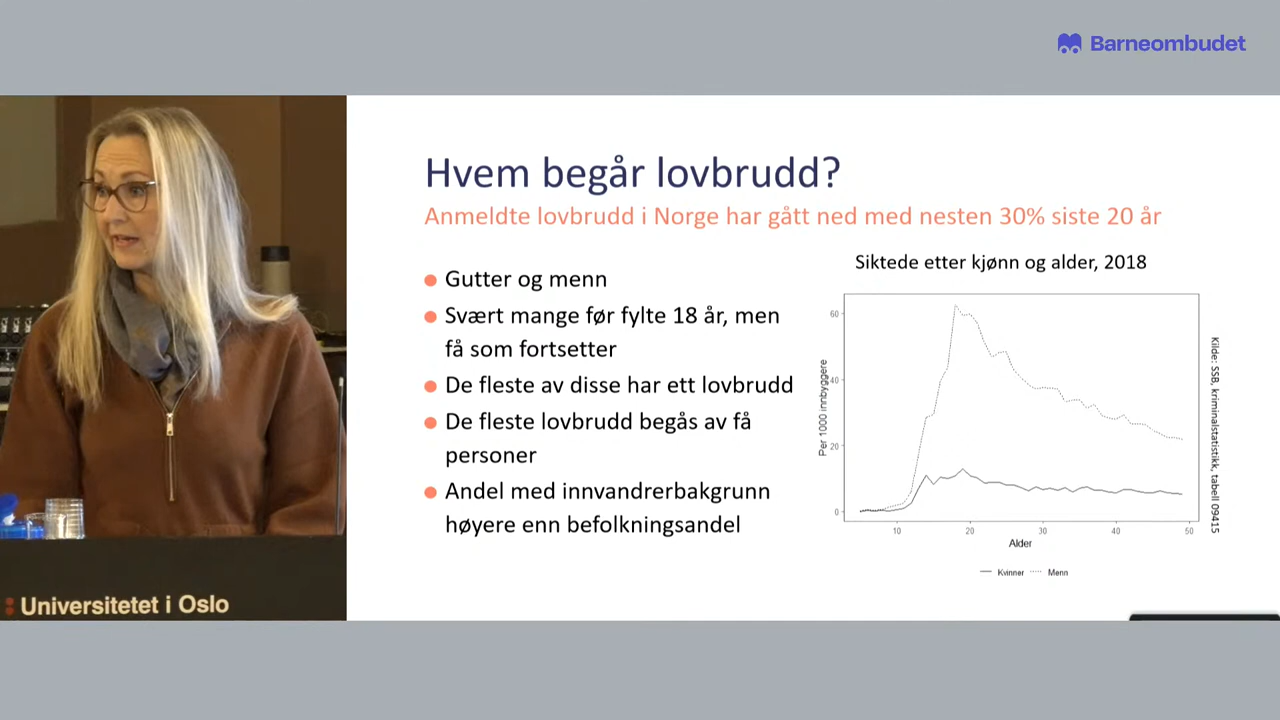 Barneombudet
Hvem begår lovbrudd?
Anmeldte lovbrudd i Norge har gått ned med nesten 30% siste 20 år
Gutter og menn
Svært mange før fylte 18 år, men
få som fortsetter
De fleste av disse har ett lovbrudd
De fleste lovbrudd begås av få
personer
Andel med innvandrerbakgrunn
høyere enn befolkningsandel
Siktede etter kjønn og alder, 2018
Per 1000 innbyggere
60
40
20
0
10 20 30 40 50
Alder
Kvinner Menn
Kilde: SSB, kriminalstatistikk, tabell 09415
Universitetet i Oslo